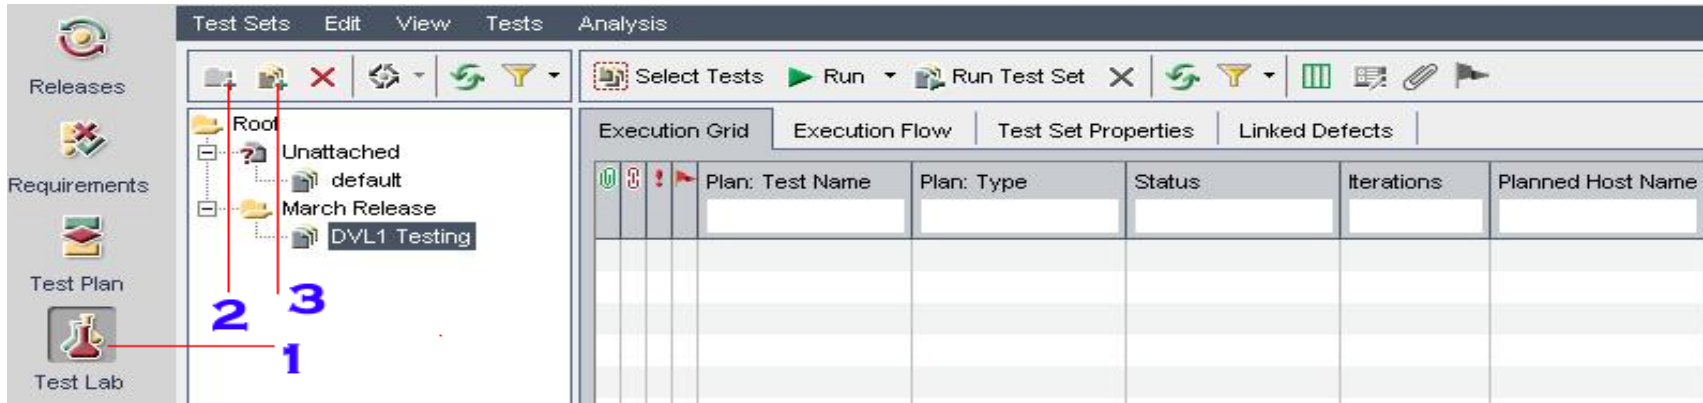 Test Sets Edit View Tests Analysis
Releases
Select Tests Run Run Test Set
Root
Unattached
default
March Release
DVL1 Testing
Execution Grid Execution Flow Test Set Properties Linked Defects
Plan: Test Name Plan: Type Status Iterations Planned Host Name
Requirements
Test Plan
Test Lab
2
3
1